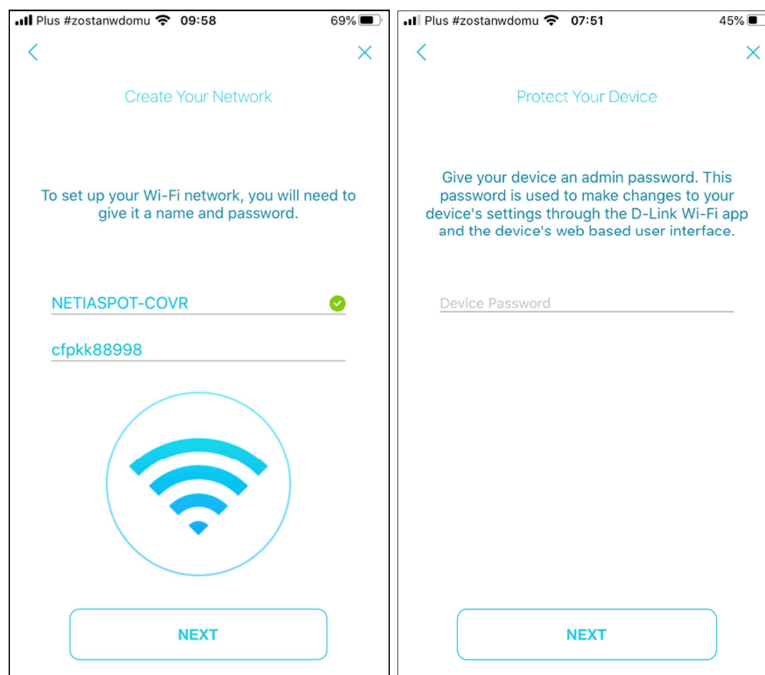 Plus #zostanwdomu 09:58 69%
Create Your Network
To set up your Wi-Fi network, you will need to
give it a name and password.
NETIASPOT-COVR
cfpkk88998
NEXT
Plus #zostanwdomu 07:51 45%
Protect Your Device
Give your device an admin password. This
password is used to make changes to your
device's settings through the D-Link Wi-Fi app
and the device's web based user interface.
Device Password
NEXT